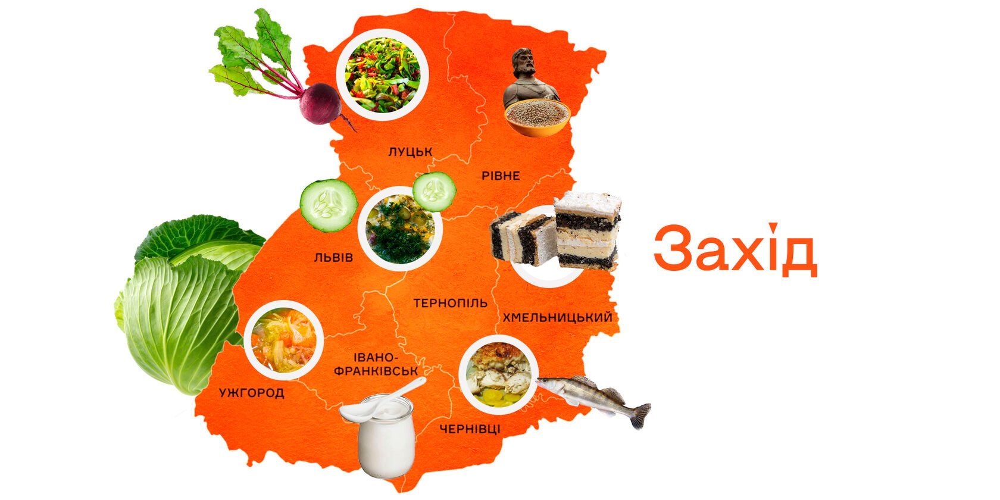 ЛУЦЬК
РІВНЕ
ЛЬВІВ
Захід
ТЕРНОПІЛЬ
ХМЕЛЬНИЦЬКИЙ
ІВАНО-
ФРАНКІВСЬК
УЖГОРОД
ЧЕРНІВЦІ